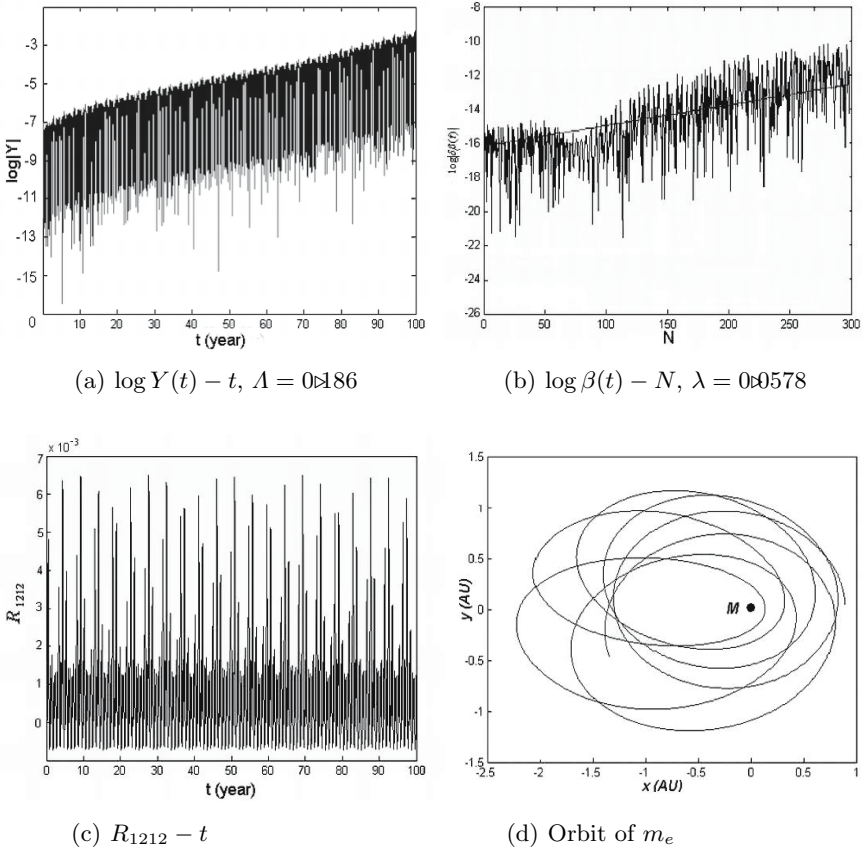 -3
-5
-7
-9
-11
-13
-15
0
log|Y|
0 10 20 30 40 50 60 70 80 90 100
t (year)
(a) log Y(t) − t, Λ = 0⊳186
-8
-10
-12
-14
-16
-18
-20
-22
-24
-26
0 50 100 150 200 250 300
N
(b) log β(t) − N, λ = 0⊳0578
x 10⁻³
7
6
5
4
3
2
1
0
R₁₂₁₂
0 10 20 30 40 50 60 70 80 90 100
t (year)
(c) R₁₂₁₂ − t
1.5
1
0.5
0
-0.5
-1
-1.5
y (AU)
M
-2.5 -2 -1.5 -1 -0.5 0 0.5 1
x (AU)
(d) Orbit of mₑ